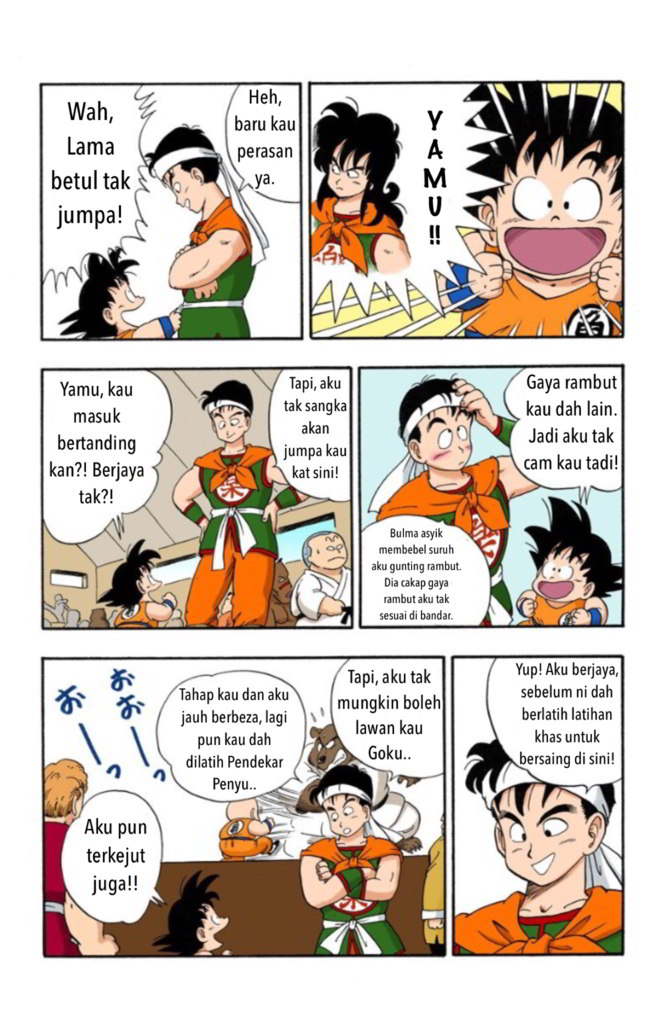 Y
A
M
U
!!
Heh,
baru kau
perasan
ya.
Wah,
Lama
betul tak
jumpa!
Gaya rambut
kau dah lain.
Jadi aku tak
cam kau tadi!
Bulma asyik
membebel suruh
aku gunting rambut.
Dia cakap gaya
rambut aku tak
sesuai di bandar.
Tapi, aku
tak sangka
akan
jumpa kau
kat sini!
Yamu, kau
masuk
bertanding
kan?! Berjaya
tak?!
Yup! Aku berjaya,
sebelum ni dah
berlatih latihan
khas untuk
bersaing di sini!
Tapi, aku tak
mungkin boleh
lawan kau
Goku..
Tahap kau dan aku
jauh berbeza, lagi
pun kau dah
dilatih Pendekar
Penyu..
おおーっ
おーっ
Aku pun
terkejut
juga!!